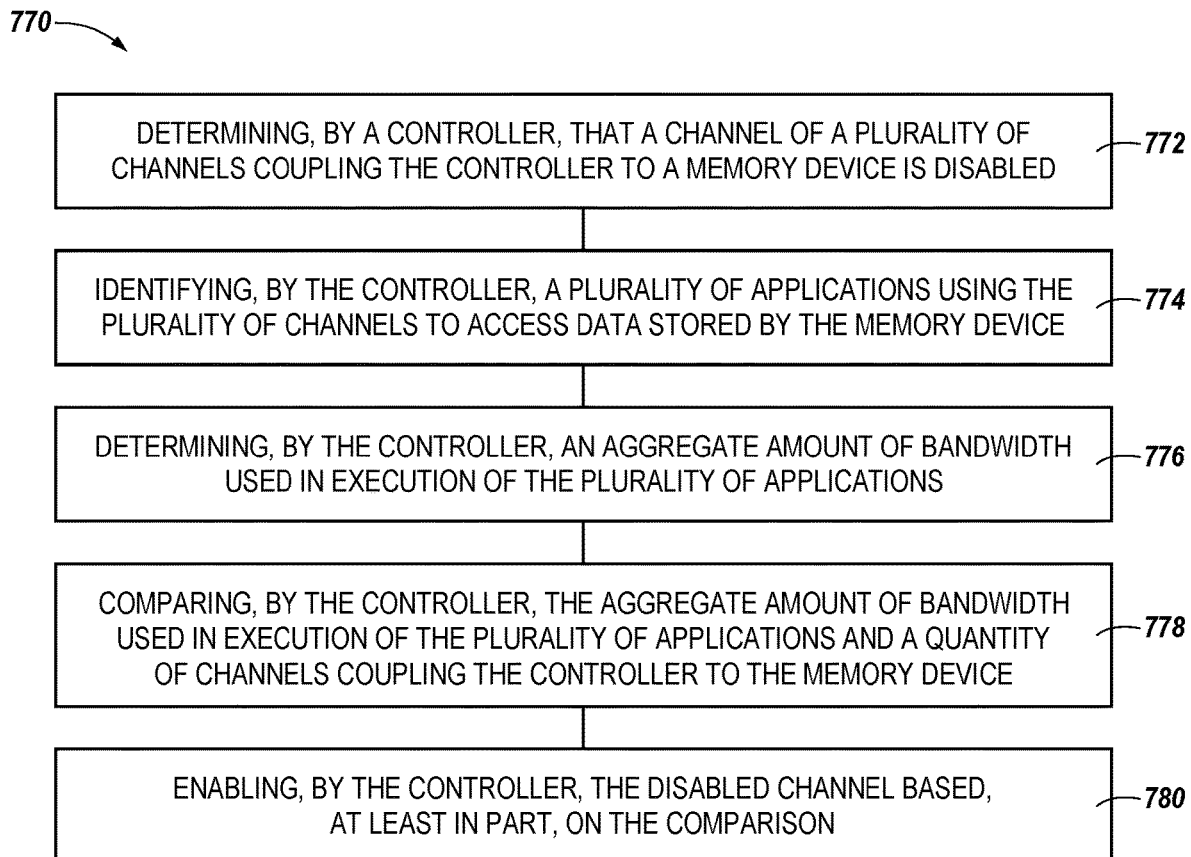 770
DETERMINING, BY A CONTROLLER, THAT A CHANNEL OF A PLURALITY OF
CHANNELS COUPLING THE CONTROLLER TO A MEMORY DEVICE IS DISABLED
772
IDENTIFYING, BY THE CONTROLLER, A PLURALITY OF APPLICATIONS USING THE
PLURALITY OF CHANNELS TO ACCESS DATA STORED BY THE MEMORY DEVICE
774
DETERMINING, BY THE CONTROLLER, AN AGGREGATE AMOUNT OF BANDWIDTH
USED IN EXECUTION OF THE PLURALITY OF APPLICATIONS
776
COMPARING, BY THE CONTROLLER, THE AGGREGATE AMOUNT OF BANDWIDTH
USED IN EXECUTION OF THE PLURALITY OF APPLICATIONS AND A QUANTITY
OF CHANNELS COUPLING THE CONTROLLER TO THE MEMORY DEVICE
778
ENABLING, BY THE CONTROLLER, THE DISABLED CHANNEL BASED,
AT LEAST IN PART, ON THE COMPARISON
780